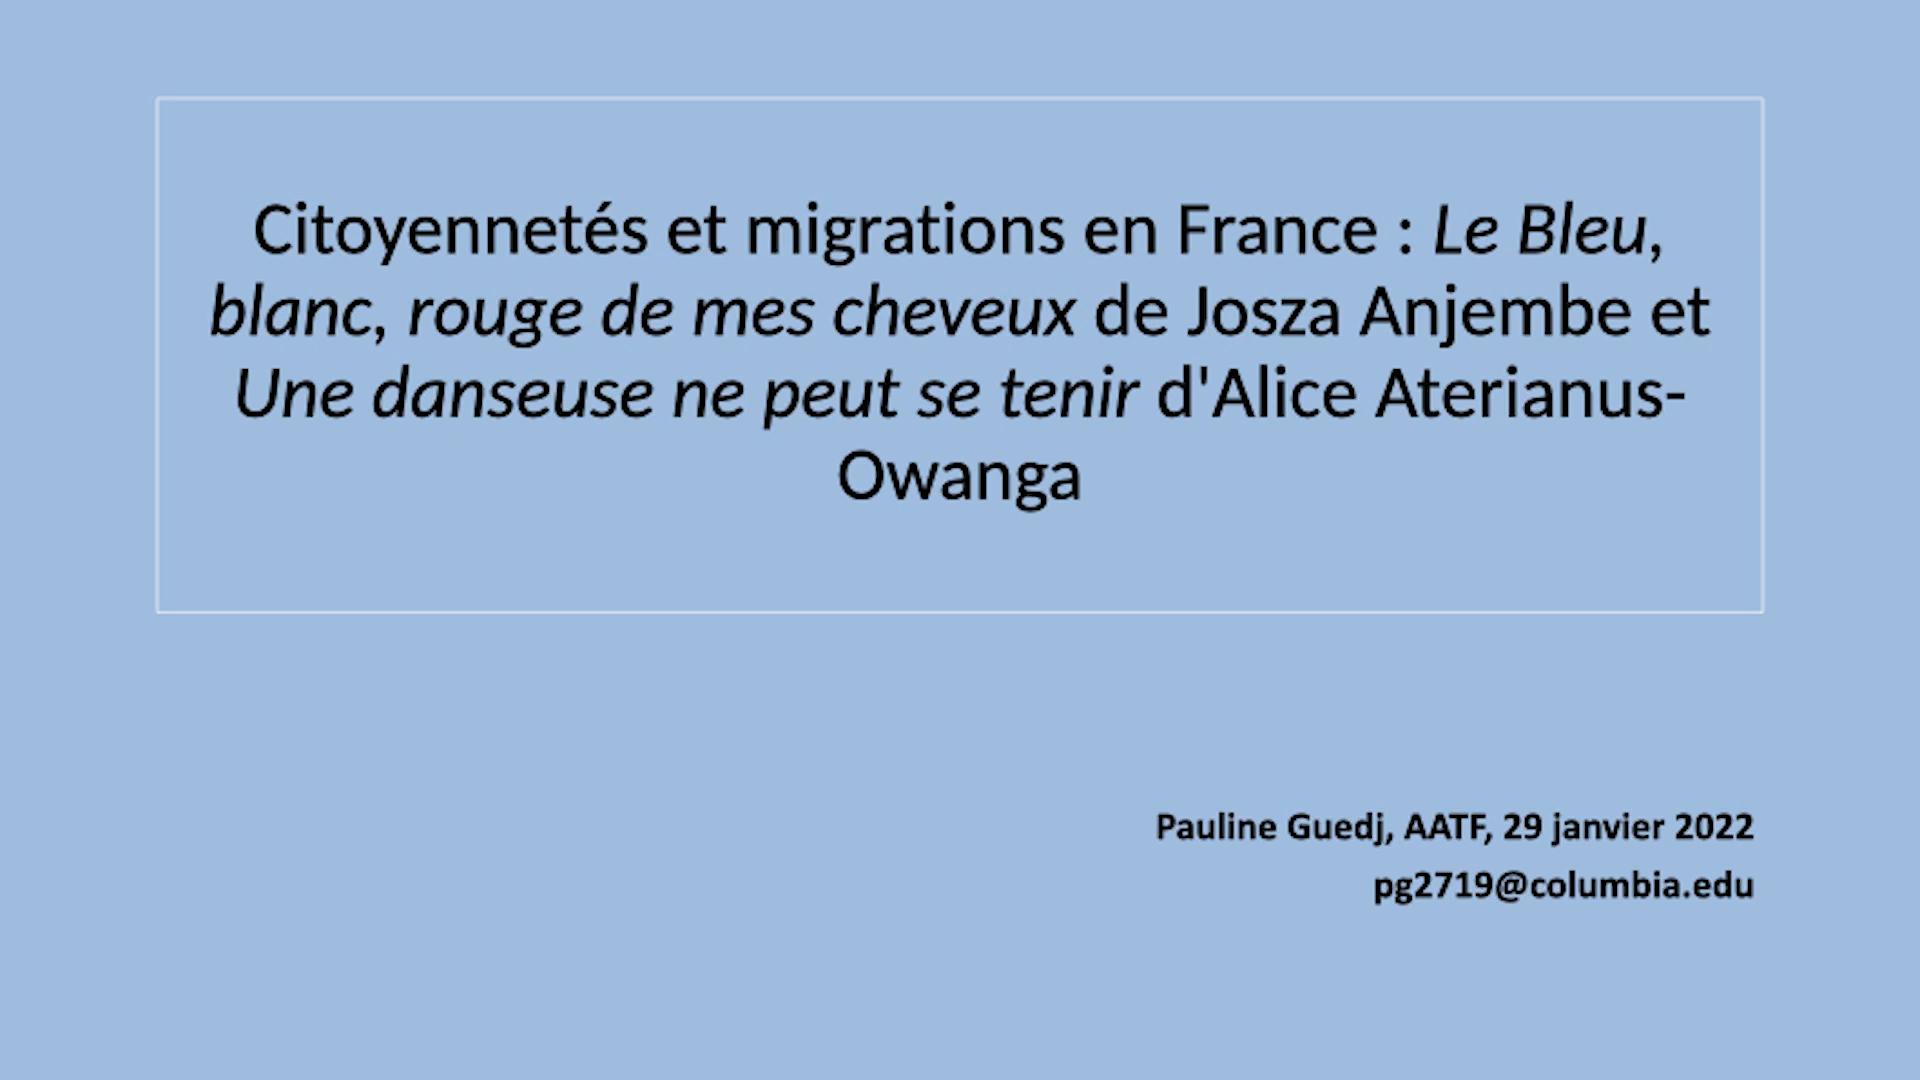 Citoyennetés et migrations en France : Le Bleu,
blanc, rouge de mes cheveux de Josza Anjembe et
Une danseuse ne peut se tenir d'Alice Aterianus-
Owanga
Pauline Guedj, AATF, 29 janvier 2022
pg2719@columbia.edu